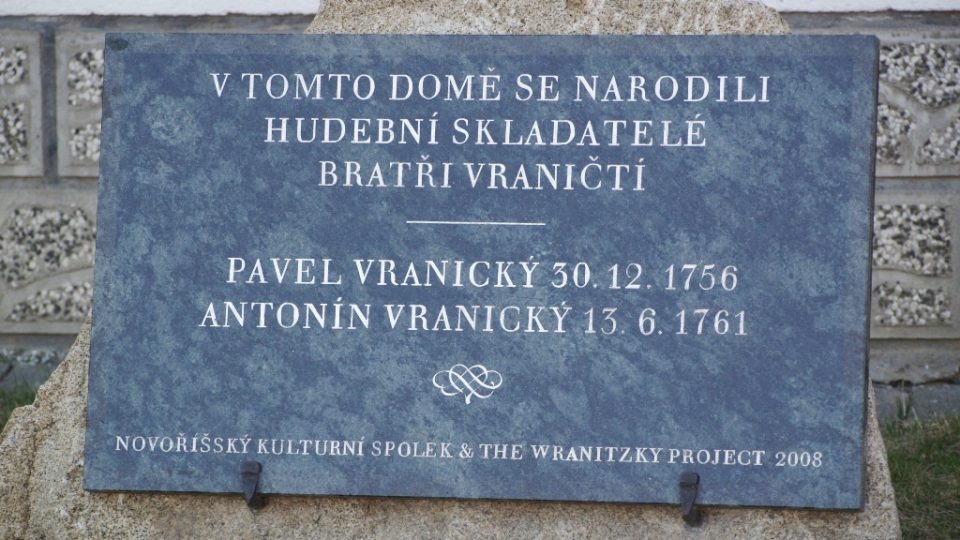 V TOMTO DOMĚ SE NARODILI
HUDEBNÍ SKLADATELÉ
BRATŘI VRANIČTÍ
PAVEL VRANICKÝ 30. 12. 1756
ANTONÍN VRANICKÝ 13. 6. 1761
NOVOŘÍŠSKÝ KULTURNÍ SPOLEK & THE WRANITZKY PROJECT 2008